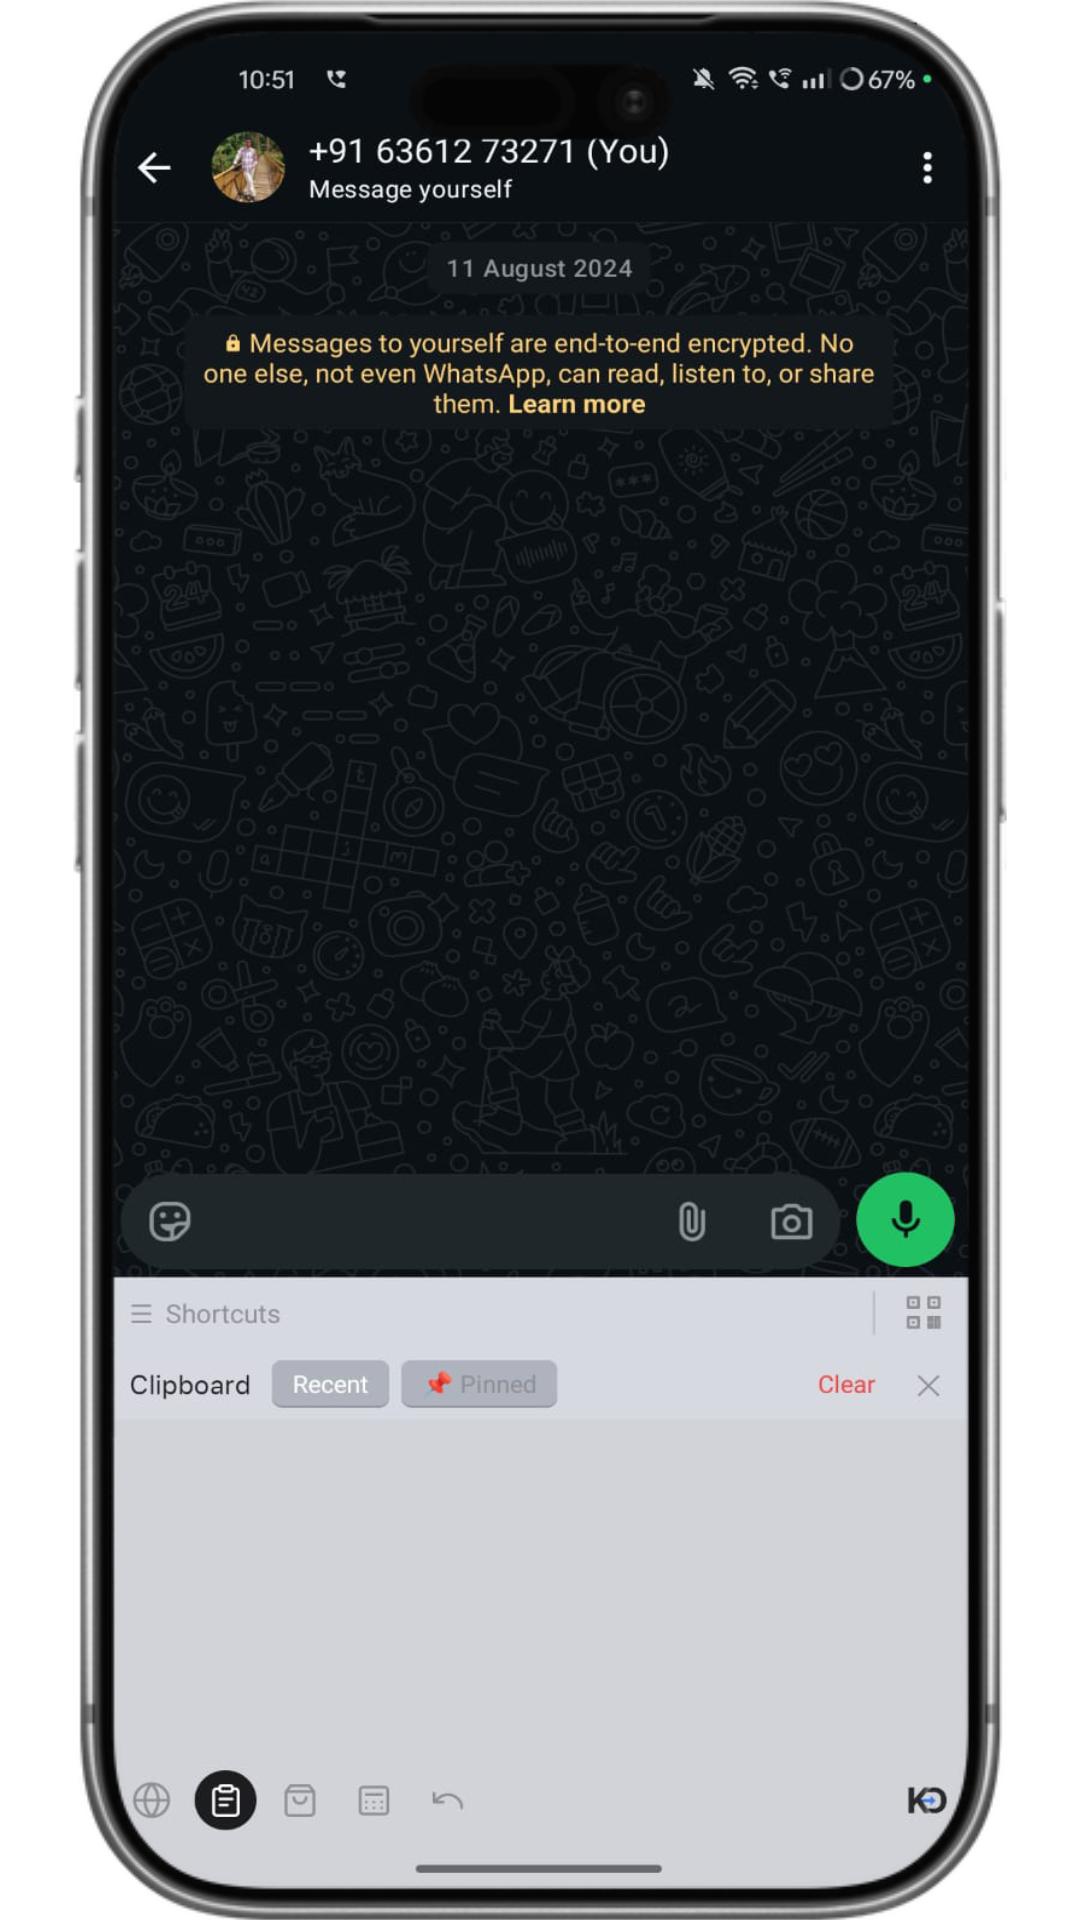 10:51
67%
+91 63612 73271 (You)
Message yourself
11 August 2024
Messages to yourself are end-to-end encrypted. No
one else, not even WhatsApp, can read, listen to, or share
them. Learn more
Shortcuts
Clipboard Recent Pinned Clear
KD